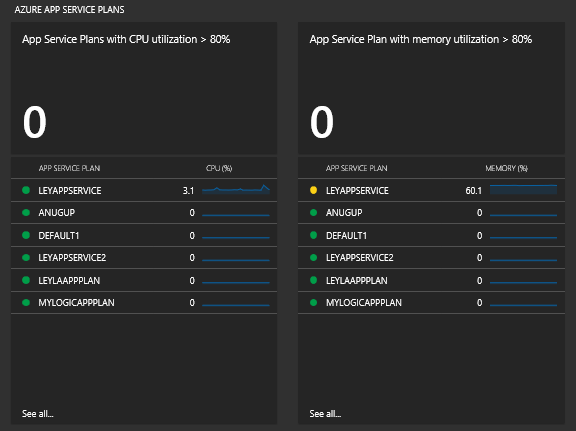 AZURE APP SERVICE PLANS
App Service Plans with CPU utilization > 80%
0
APP SERVICE PLAN CPU (%)
LEYAPPSERVICE 3.1
ANUGUP 0
DEFAULT1 0
LEYAPPSERVICE2 0
LEYLAAPPPLAN 0
MYLOGICAPPPLAN 0
See all...
App Service Plan with memory utilization > 80%
0
APP SERVICE PLAN MEMORY (%)
LEYAPPSERVICE 60.1
ANUGUP 0
DEFAULT1 0
LEYAPPSERVICE2 0
LEYLAAPPPLAN 0
MYLOGICAPPPLAN 0
See all...